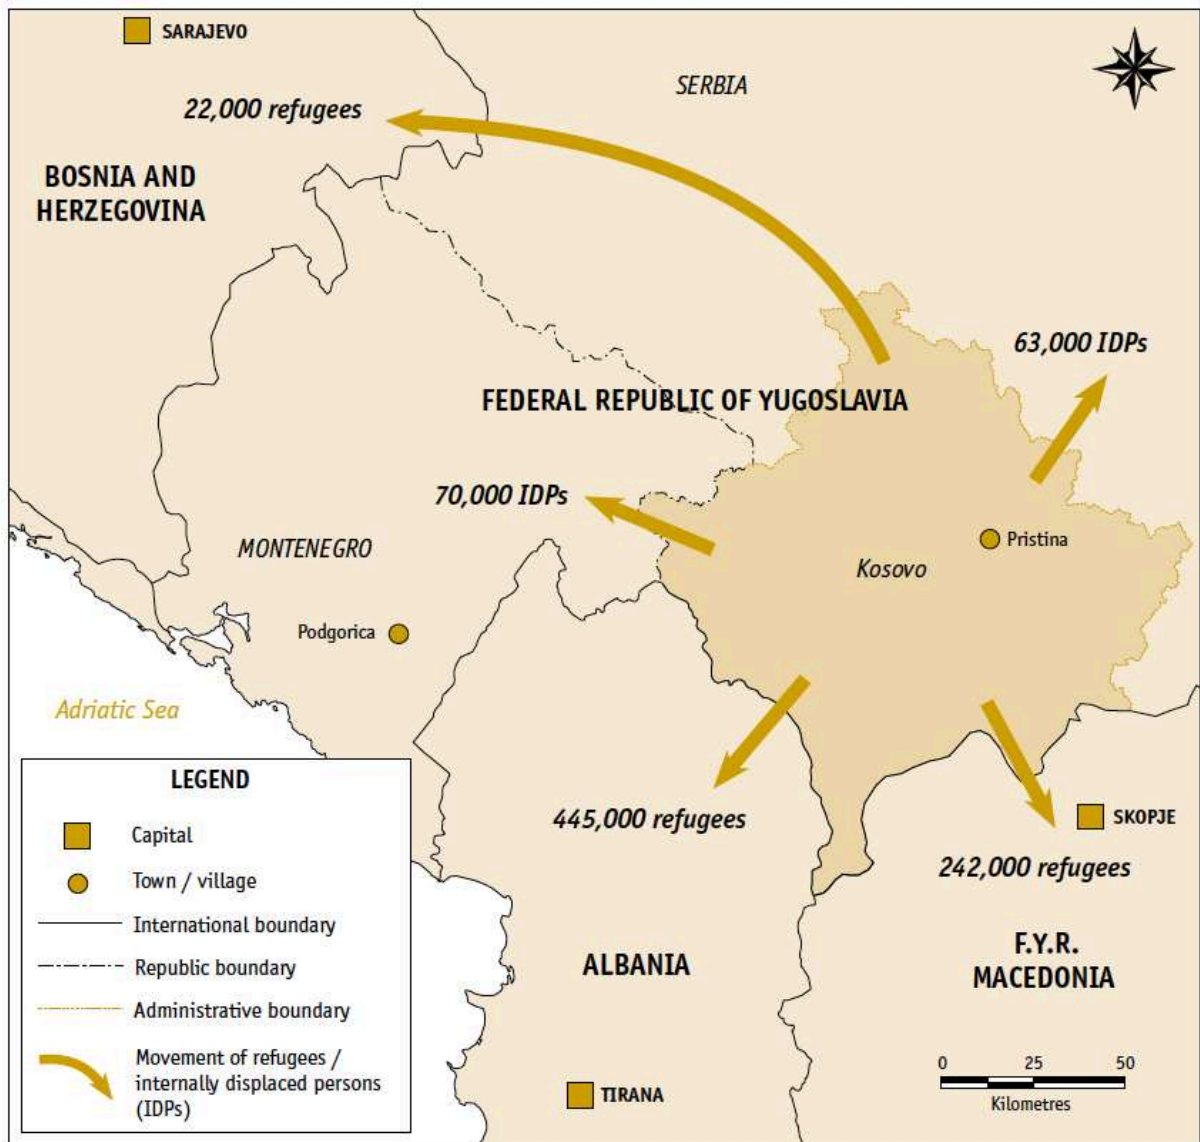 SARAJEVO
SERBIA
22,000 refugees
BOSNIA AND
HERZEGOVINA
63,000 IDPs
FEDERAL REPUBLIC OF YUGOSLAVIA
70,000 IDPs
MONTENEGRO
Pristina
Kosovo
Podgorica
Adriatic Sea
LEGEND
Capital
Town / village
International boundary
Republic boundary
Administrative boundary
Movement of refugees /
internally displaced persons
(IDPs)
445,000 refugees
SKOPJE
242,000 refugees
ALBANIA
F.Y.R.
MACEDONIA
TIRANA
0 25 50
Kilometres